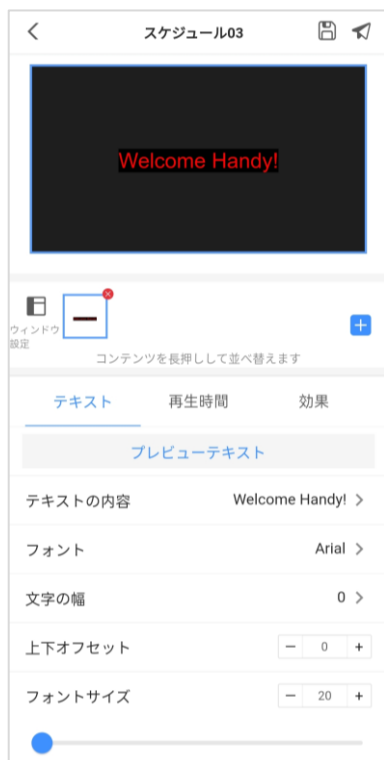 スケジュール03
Welcome Handy!
ウィンドウ
設定
コンテンツを長押しして並べ替えます
テキスト 再生時間 効果
プレビューテキスト
テキストの内容 Welcome Handy!
フォント Arial
文字の幅 0
上下オフセット − 0 +
フォントサイズ − 20 +